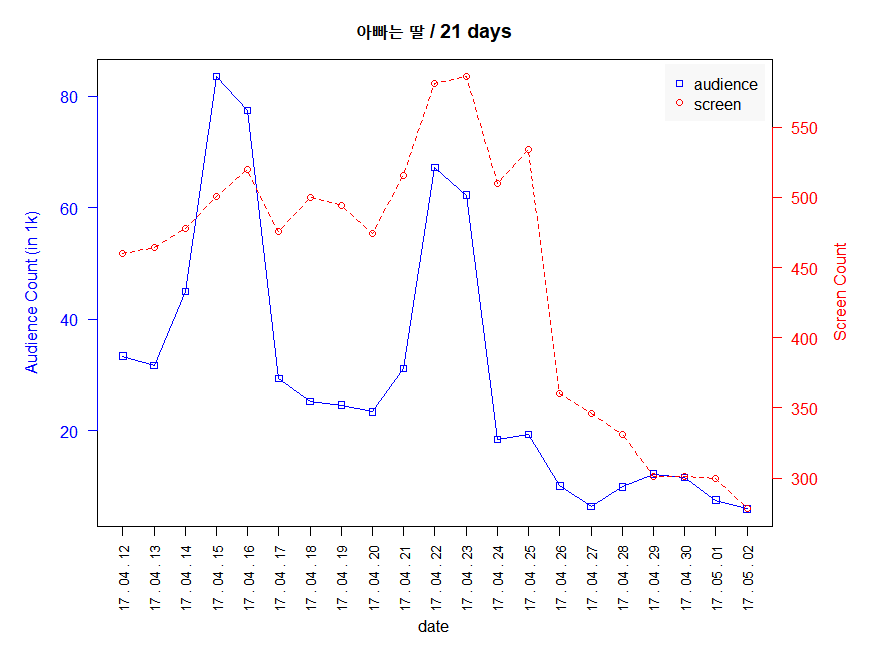 아빠는 딸 / 21 days
audience
screen
Audience Count (in 1k)
80
60
40
20
550
500
450
400
350
300
Screen Count
17 . 04 . 12
17 . 04 . 13
17 . 04 . 14
17 . 04 . 15
17 . 04 . 16
17 . 04 . 17
17 . 04 . 18
17 . 04 . 19
17 . 04 . 20
17 . 04 . 21
17 . 04 . 22
17 . 04 . 23
17 . 04 . 24
17 . 04 . 25
17 . 04 . 26
17 . 04 . 27
17 . 04 . 28
17 . 04 . 29
17 . 04 . 30
17 . 05 . 01
17 . 05 . 02
date